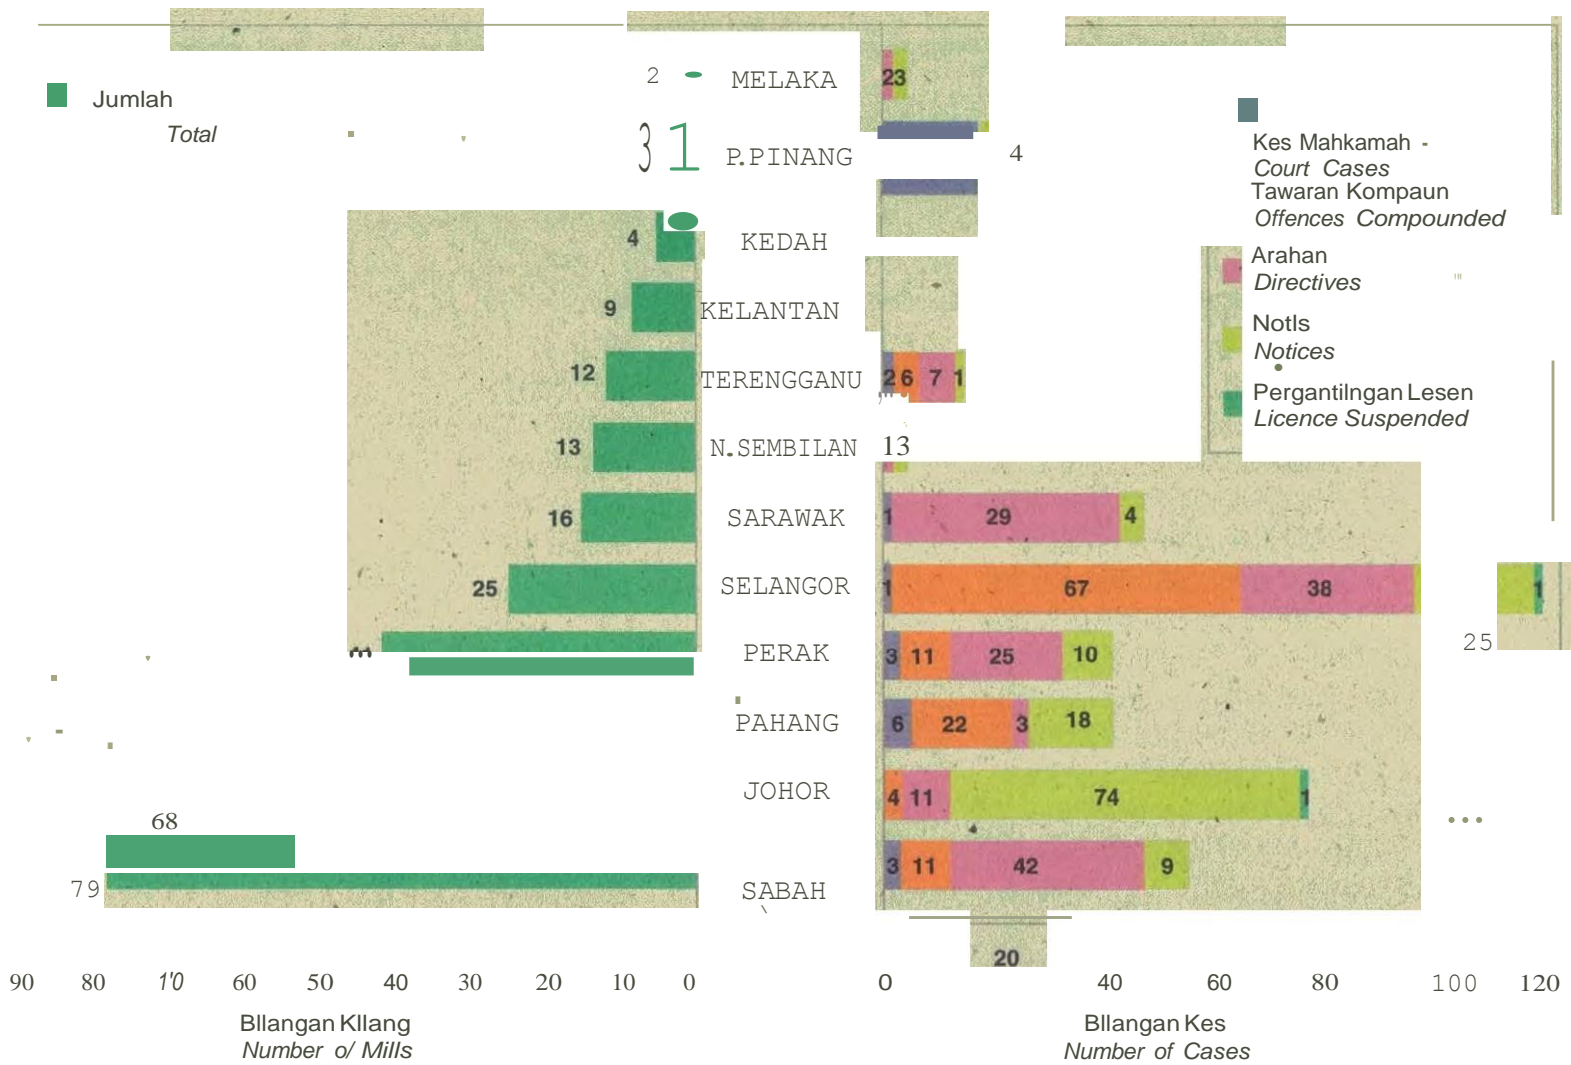 Jumlah
Total
2 MELAKA 23
3 1 P.PINANG 4
4 KEDAH
9 KELANTAN
12 TERENGGANU 2 6 7 1
13 N.SEMBILAN 13
16 SARAWAK 1 29 4
25 SELANGOR 1 67 38 25 1
PERAK 3 11 25 10
PAHANG 6 22 3 18
JOHOR 4 11 74 1
68
79 SABAH 3 11 42 9
Kes Mahkamah -
Court Cases
Tawaran Kompaun
Offences Compounded
Arahan
Directives
Notls
Notices
Pergantilngan Lesen
Licence Suspended
90 80 1'0 60 50 40 30 20 10 0
0 20 40 60 80 100 120
Bllangan Kllang
Number o/ Mills
Bllangan Kes
Number of Cases